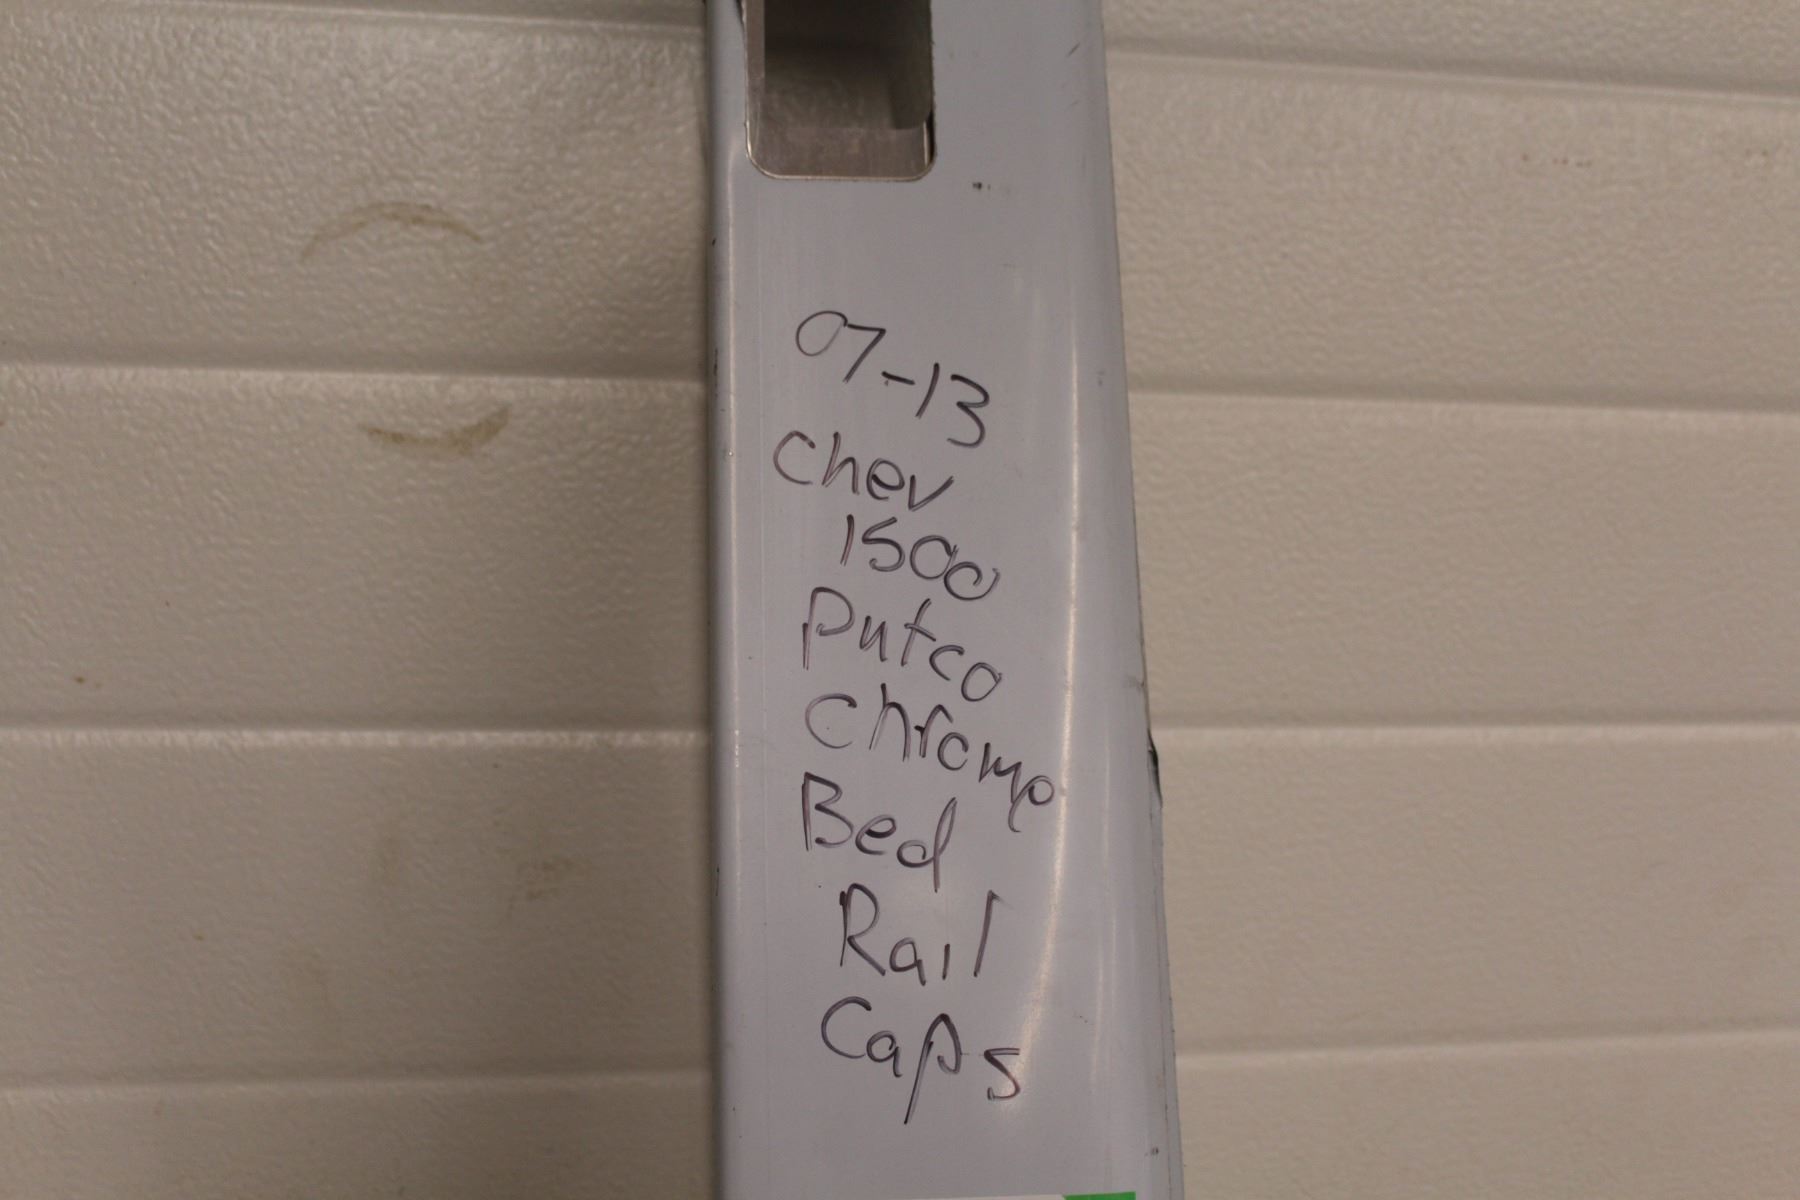 07-13
Chev
1500
Putco
Chrome
Bed
Rail
Caps